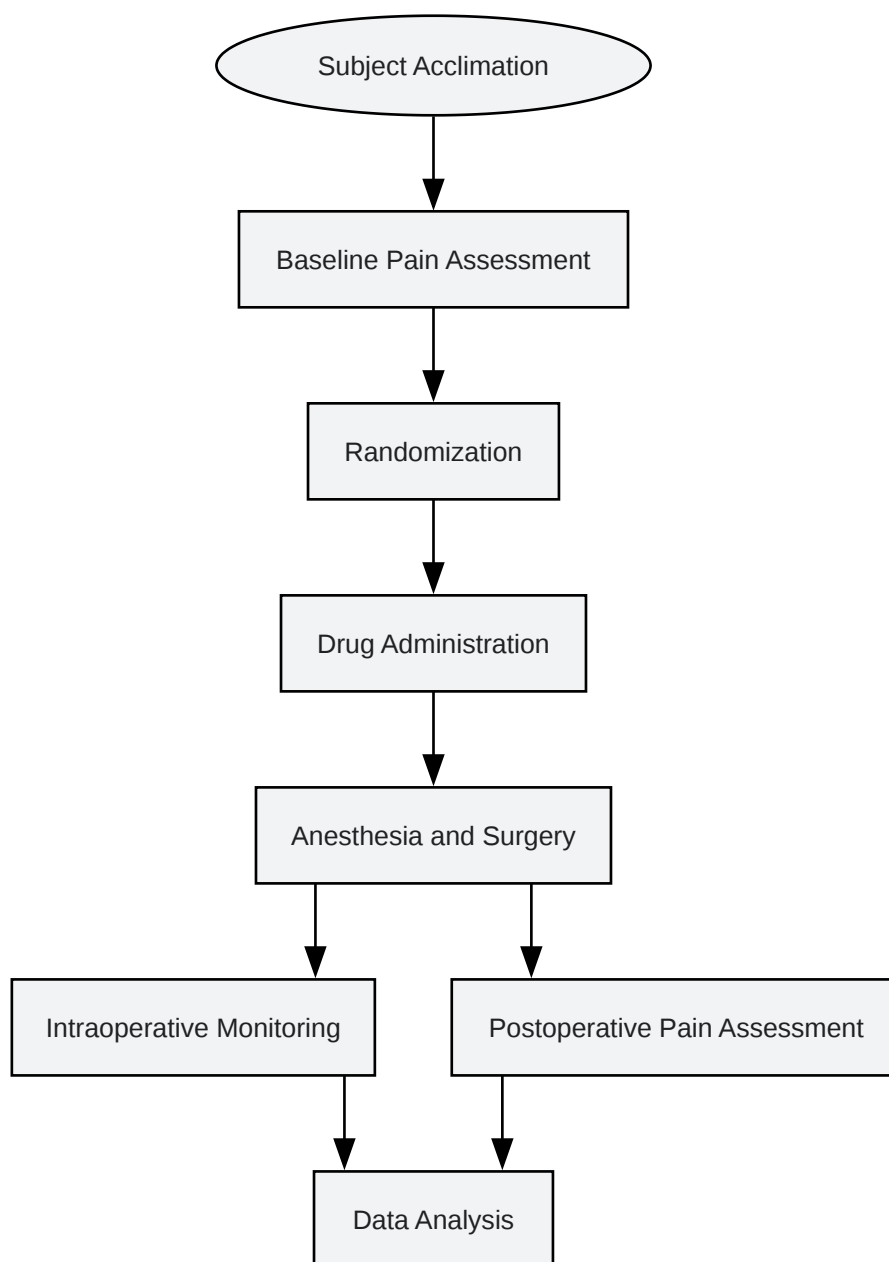 Subject Acclimation
Baseline Pain Assessment
Randomization
Drug Administration
Anesthesia and Surgery
Intraoperative Monitoring
Postoperative Pain Assessment
Data Analysis